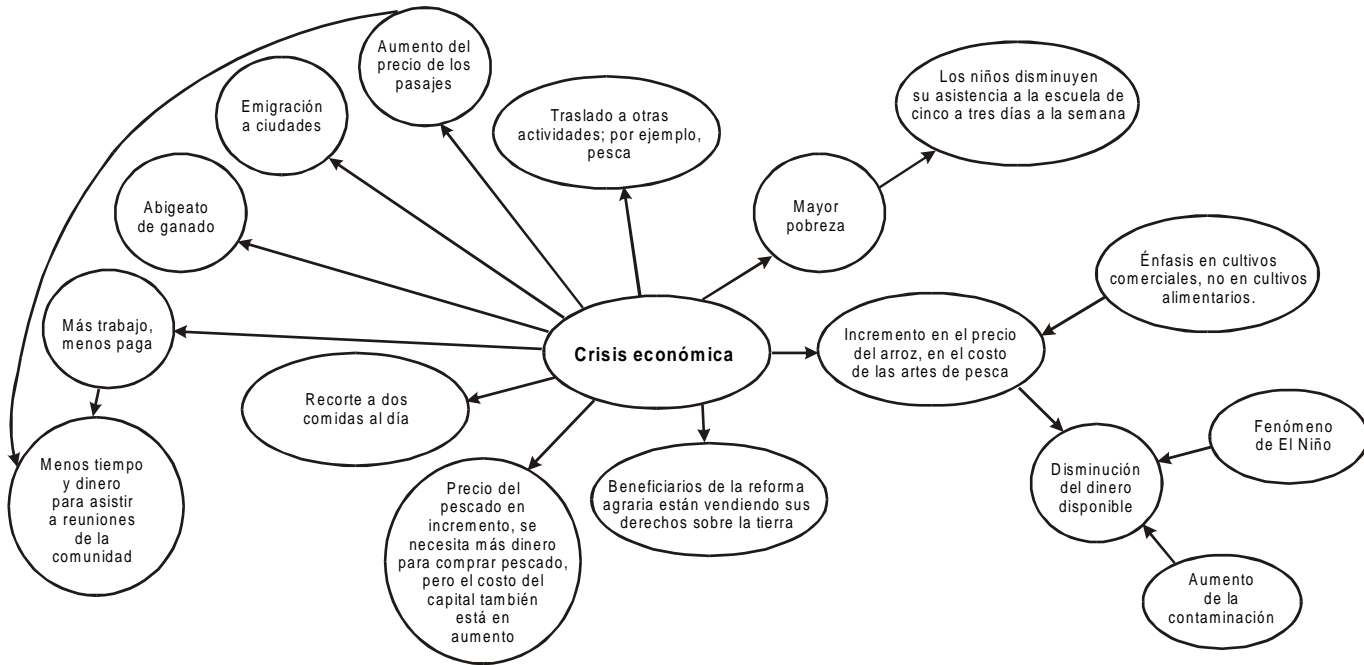 Aumento del
precio de los
pasajes
Emigración
a ciudades
Traslado a otras
actividades; por ejemplo,
pesca
Los niños disminuyen
su asistencia a la escuela de
cinco a tres días a la semana
Abigeato
de ganado
Mayor
pobreza
Énfasis en cultivos
comerciales, no en cultivos
alimentarios.
Más trabajo,
menos paga
Crisis económica
Incremento en el precio
del arroz, en el costo
de las artes de pesca
Recorte a dos
comidas al día
Fenómeno
de El Niño
Menos tiempo
y dinero
para asistir
a reuniones
de la
comunidad
Precio del
pescado en
incremento, se
necesita más dinero
para comprar pescado,
pero el costo del
capital también
está en
aumento
Beneficiarios de la reforma
agraria están vendiendo sus
derechos sobre la tierra
Disminución
del dinero
disponible
Aumento
de la
contaminación